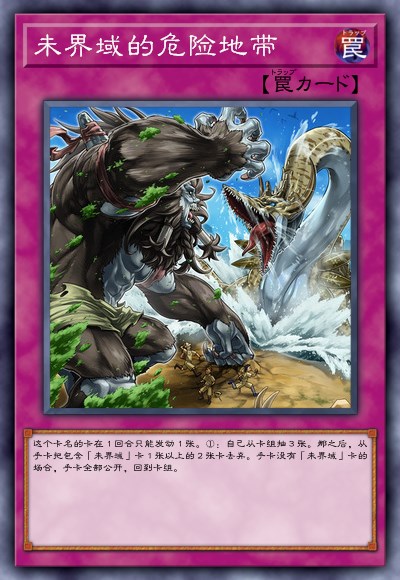 未界域的危险地带
トラップ
罠
トラップ
【罠カード】
这个卡名的卡在1回合只能发动1张。①:自己从卡组抽3张。那之后,从
手卡把包含「未界域」卡1张以上的2张卡丢弃。手卡没有「未界域」卡的
场合,手卡全部公开,回到卡组。